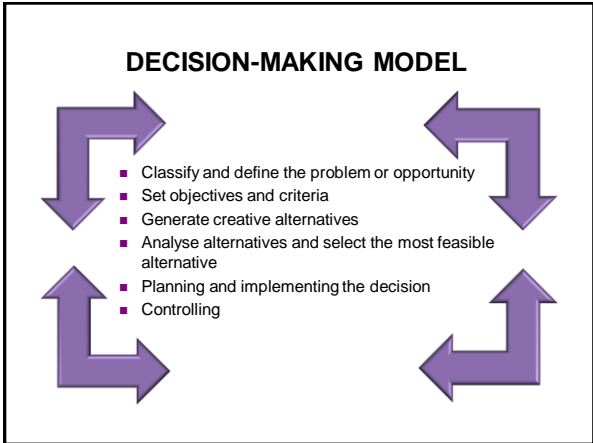 DECISION-MAKING MODEL
■ Classify and define the problem or opportunity
■ Set objectives and criteria
■ Generate creative alternatives
■ Analyse alternatives and select the most feasible
alternative
■ Planning and implementing the decision
■ Controlling